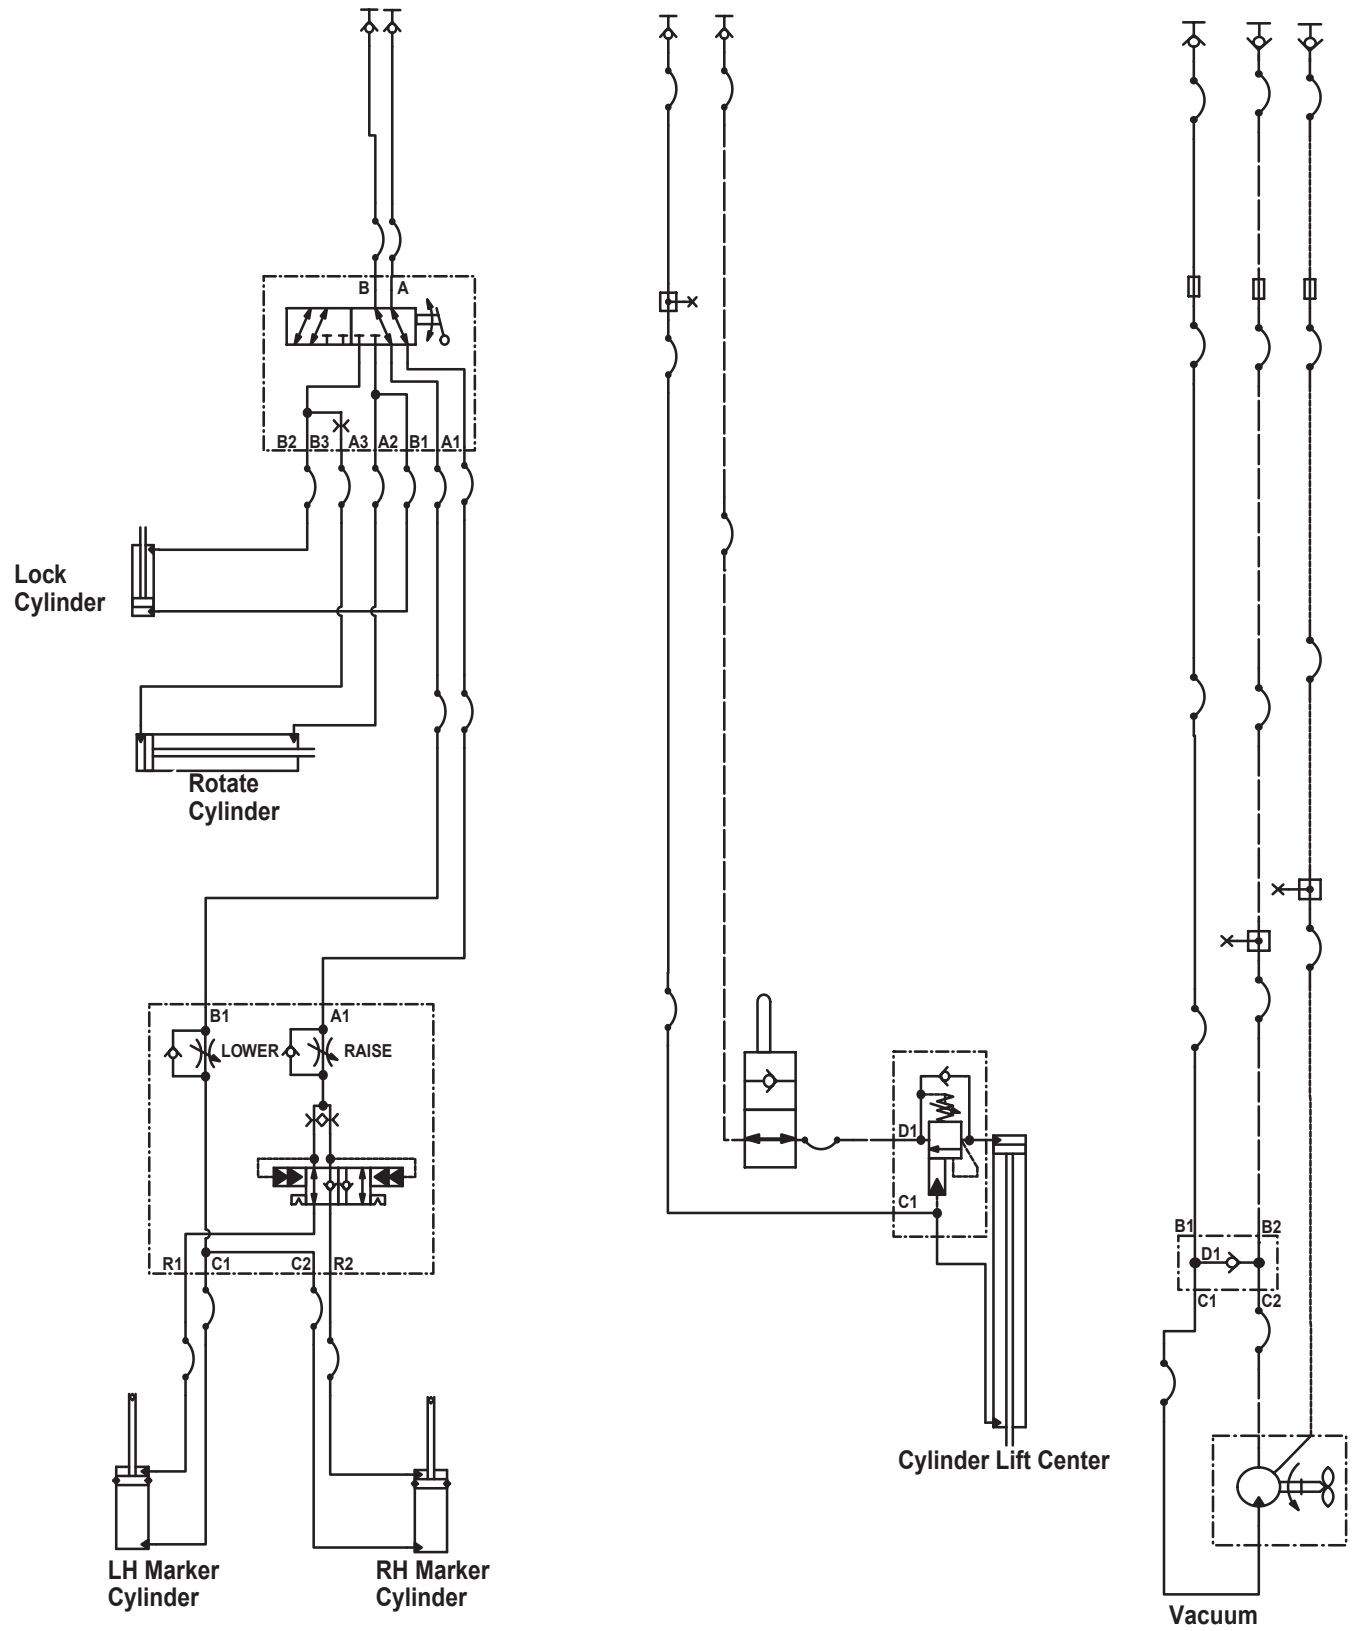 B A
B2 B3 A3 A2 B1 A1
Lock
Cylinder
Rotate
Cylinder
B1 A1
LOWER RAISE
R1 C1 C2 R2
LH Marker
Cylinder
RH Marker
Cylinder
D1
C1
Cylinder Lift Center
B1 B2
D1
C1 C2
Vacuum